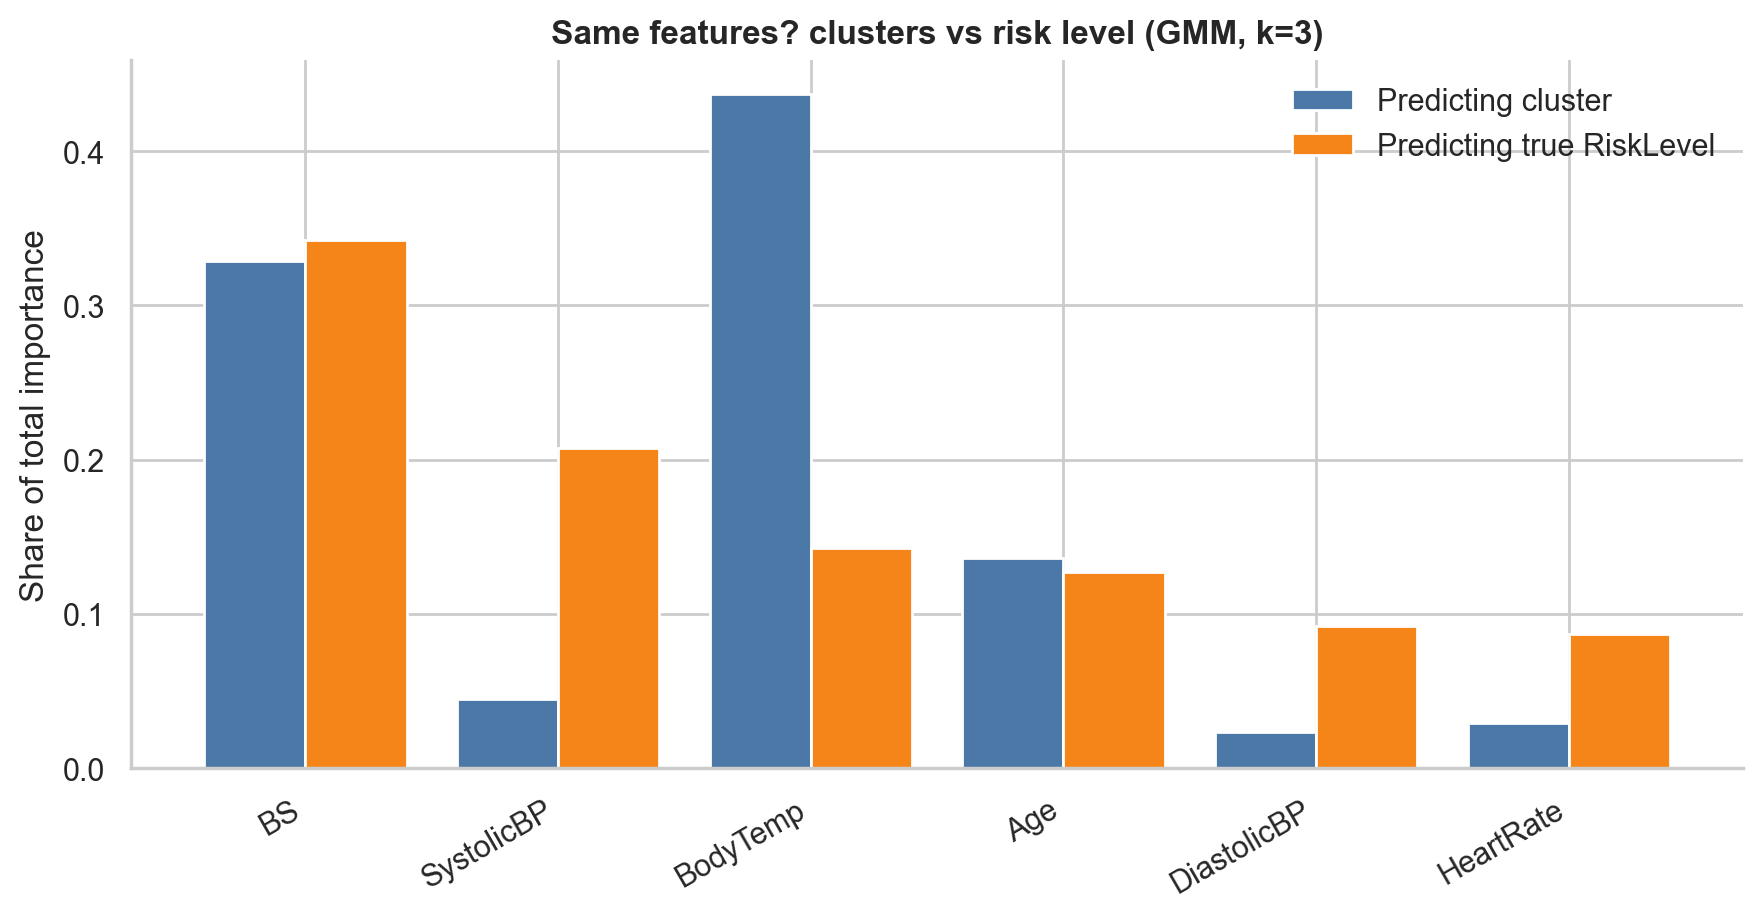 Same features? clusters vs risk level (GMM, k=3)
Predicting cluster
Predicting true RiskLevel
Share of total importance
0.4
0.3
0.2
0.1
0.0
BS
SystolicBP
BodyTemp
Age
DiastolicBP
HeartRate